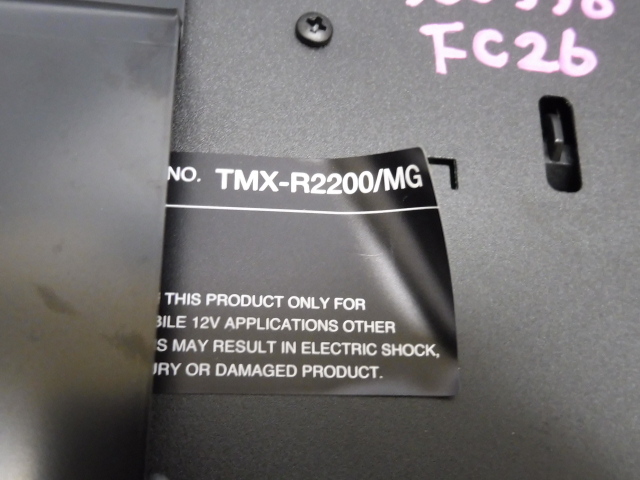 FC26
NO. TMX-R2200/MG
THIS PRODUCT ONLY FOR
BILE 12V APPLICATIONS OTHER
S MAY RESULT IN ELECTRIC SHOCK,
URY OR DAMAGED PRODUCT.